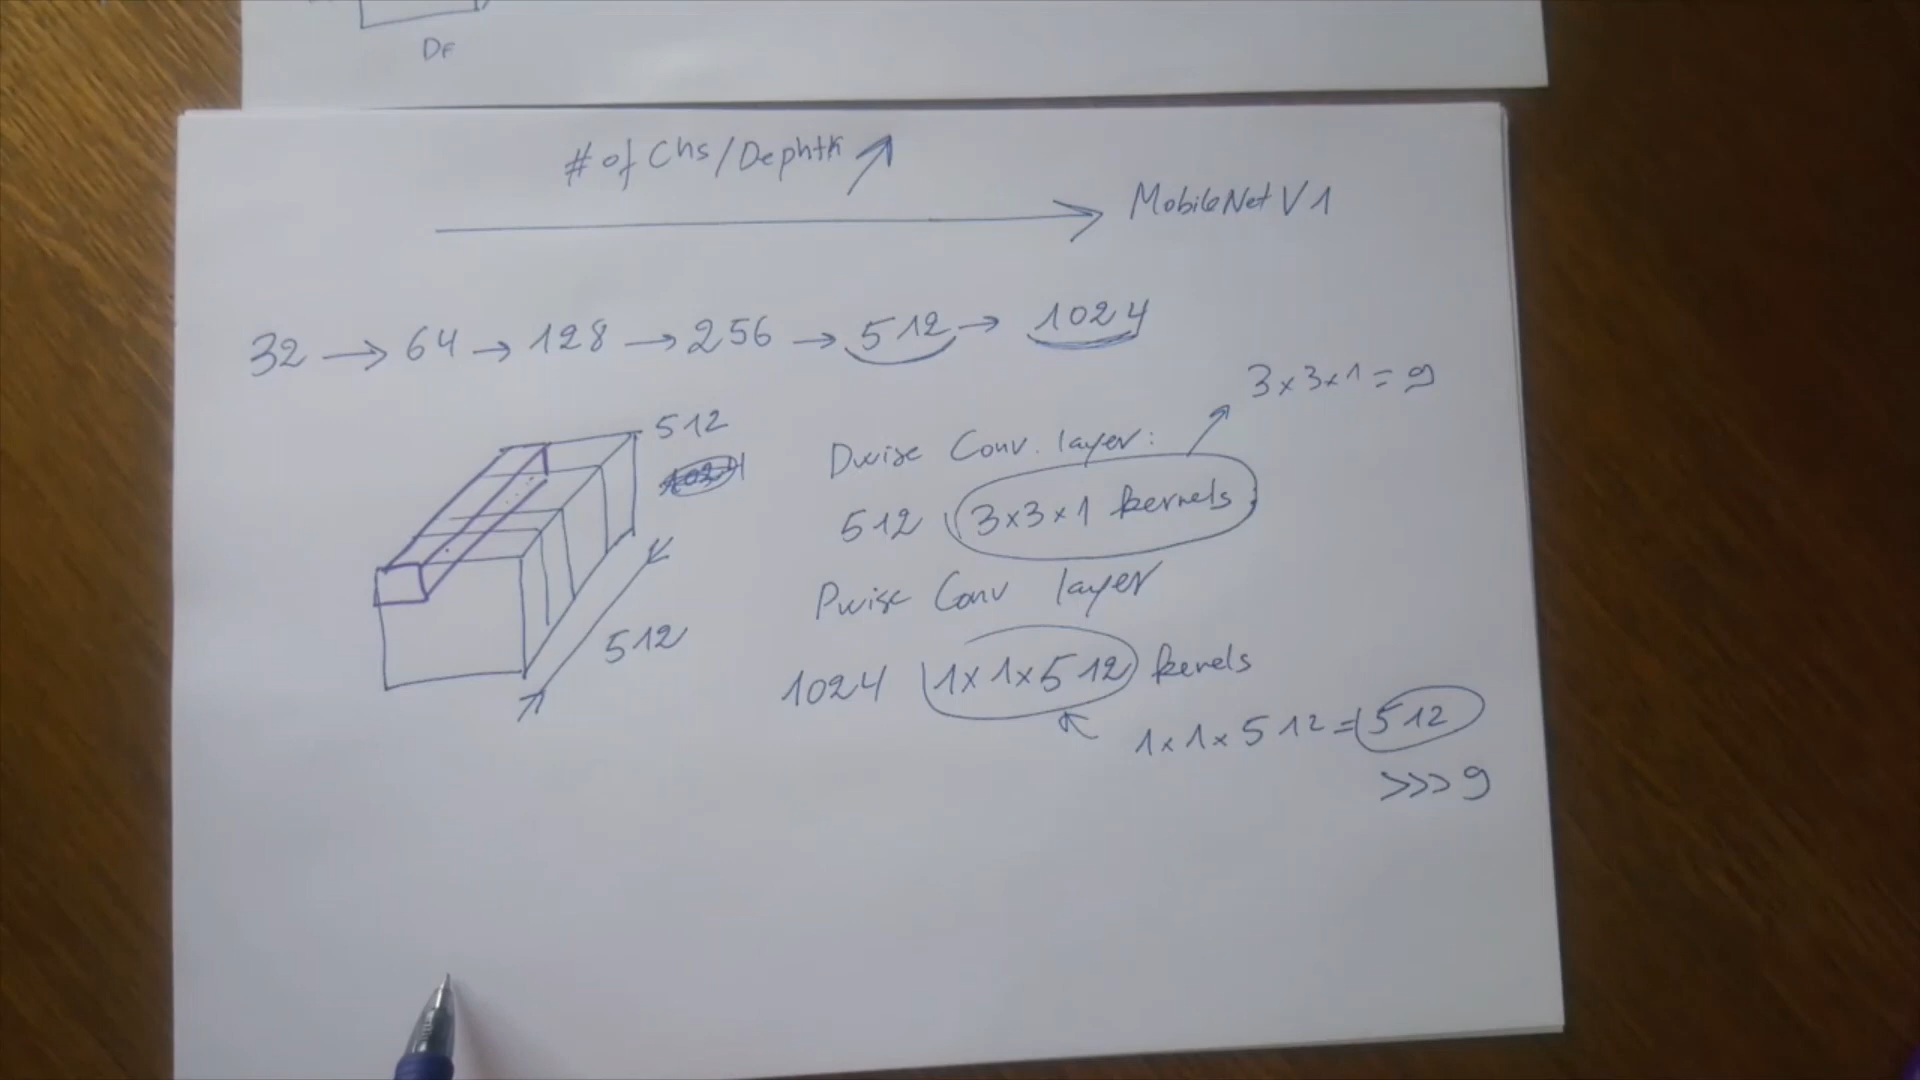 DF
# of Chs/Dephth ↗
MobileNet V1
32 → 64 → 128 → 256 → 512 → 1024
3x3x1 = 9
512
Dwise Conv. layer:
512 3x3x1 kernels
Pwise Conv layer
512
1024 1x1x512 kenels
1x1x512 = 512
>>> 9